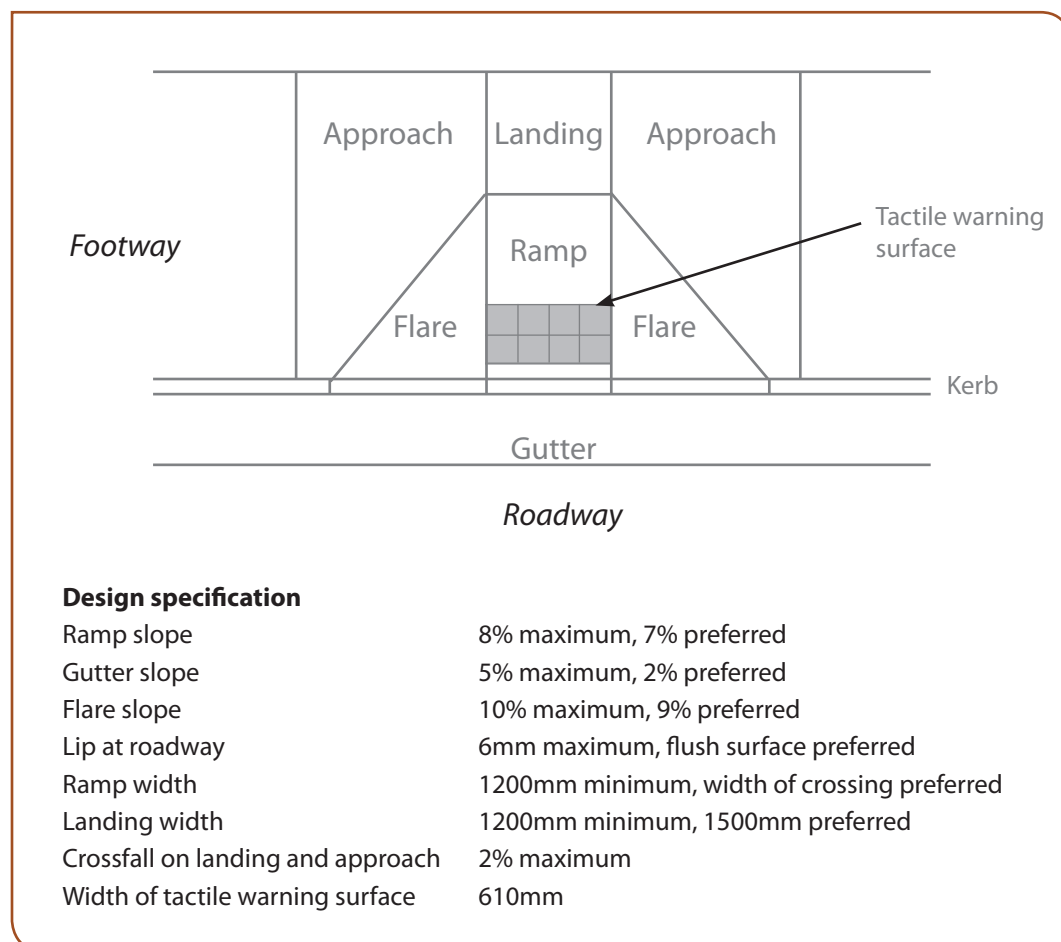 Approach Landing Approach
Tactile warning
surface
Footway
Ramp
Flare Flare
Kerb
Gutter
Roadway
Design specification
Ramp slope 8% maximum, 7% preferred
Gutter slope 5% maximum, 2% preferred
Flare slope 10% maximum, 9% preferred
Lip at roadway 6mm maximum, flush surface preferred
Ramp width 1200mm minimum, width of crossing preferred
Landing width 1200mm minimum, 1500mm preferred
Crossfall on landing and approach 2% maximum
Width of tactile warning surface 610mm